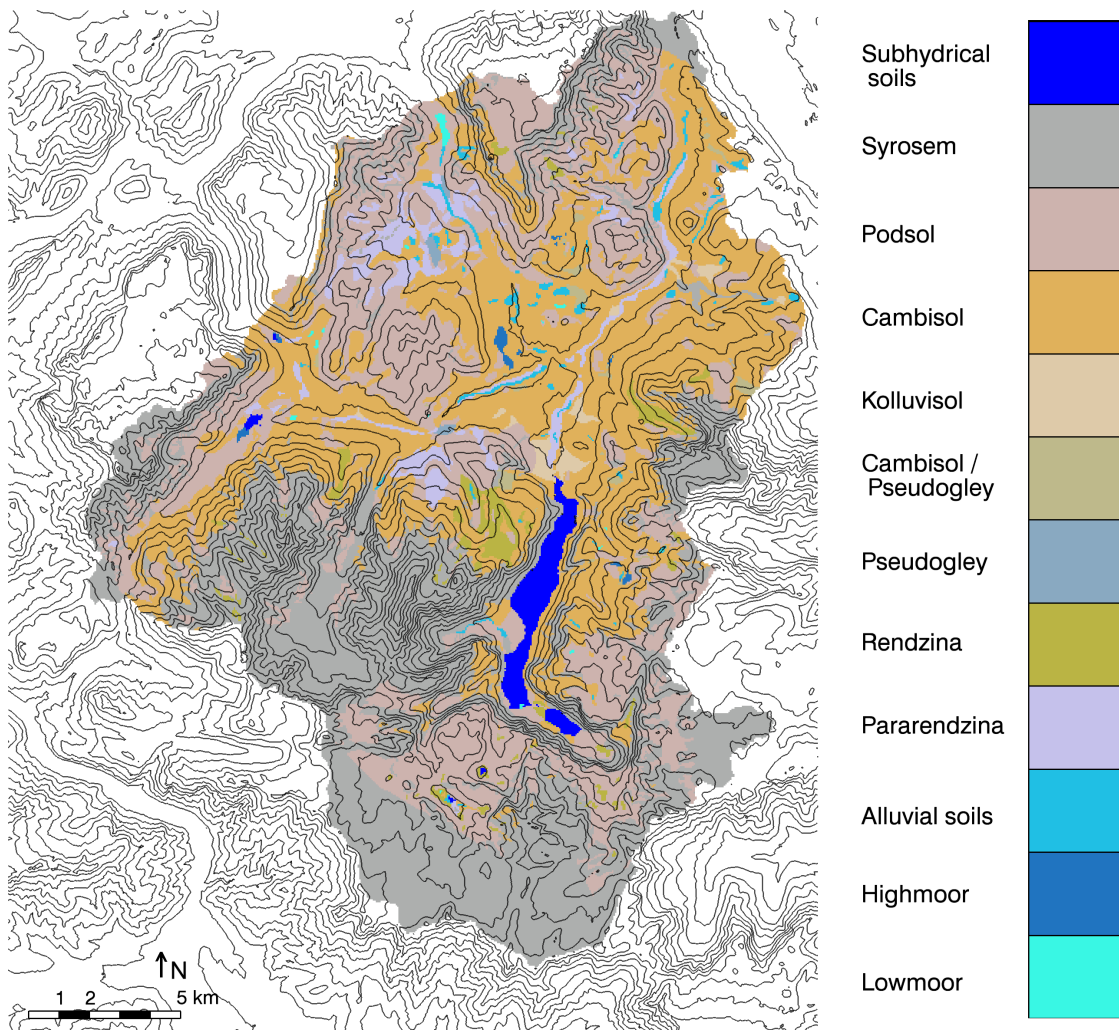 Subhydrical
soils
Syrosem
Podsol
Cambisol
Kolluvisol
Cambisol /
Pseudogley
Pseudogley
Rendzina
Pararendzina
Alluvial soils
Highmoor
Lowmoor
N
1 2 5 km